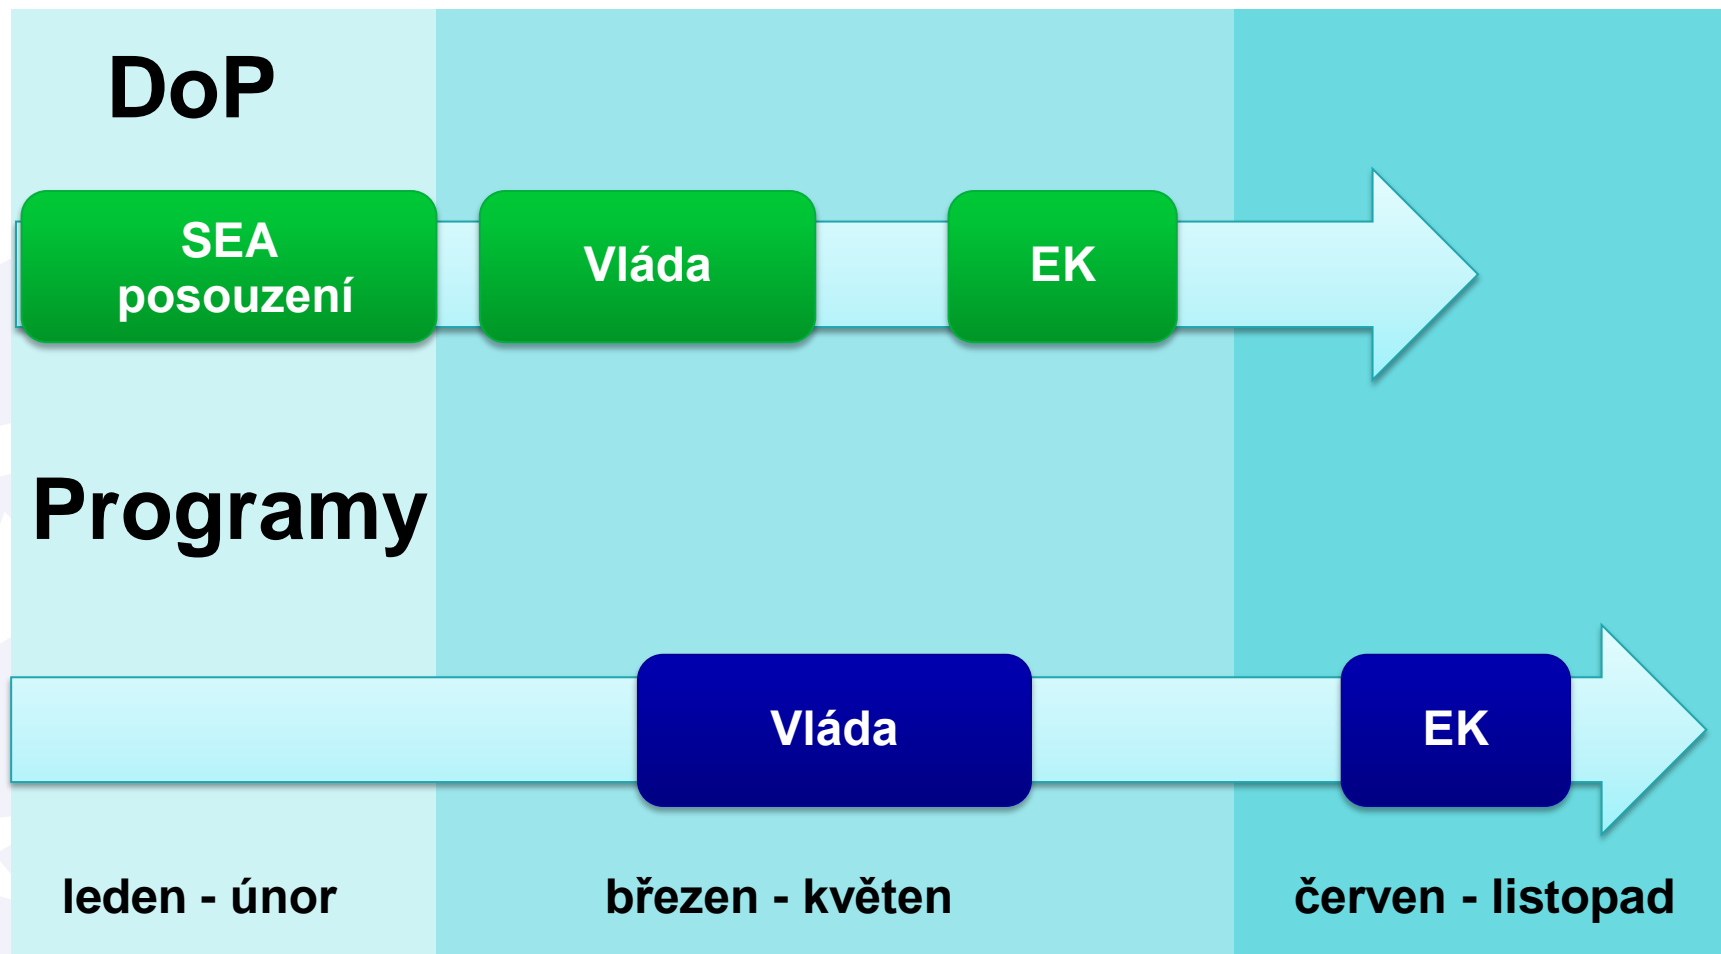 DoP
SEA
posouzení
Vláda
EK
Programy
Vláda
EK
leden - únor
březen - květen
červen - listopad